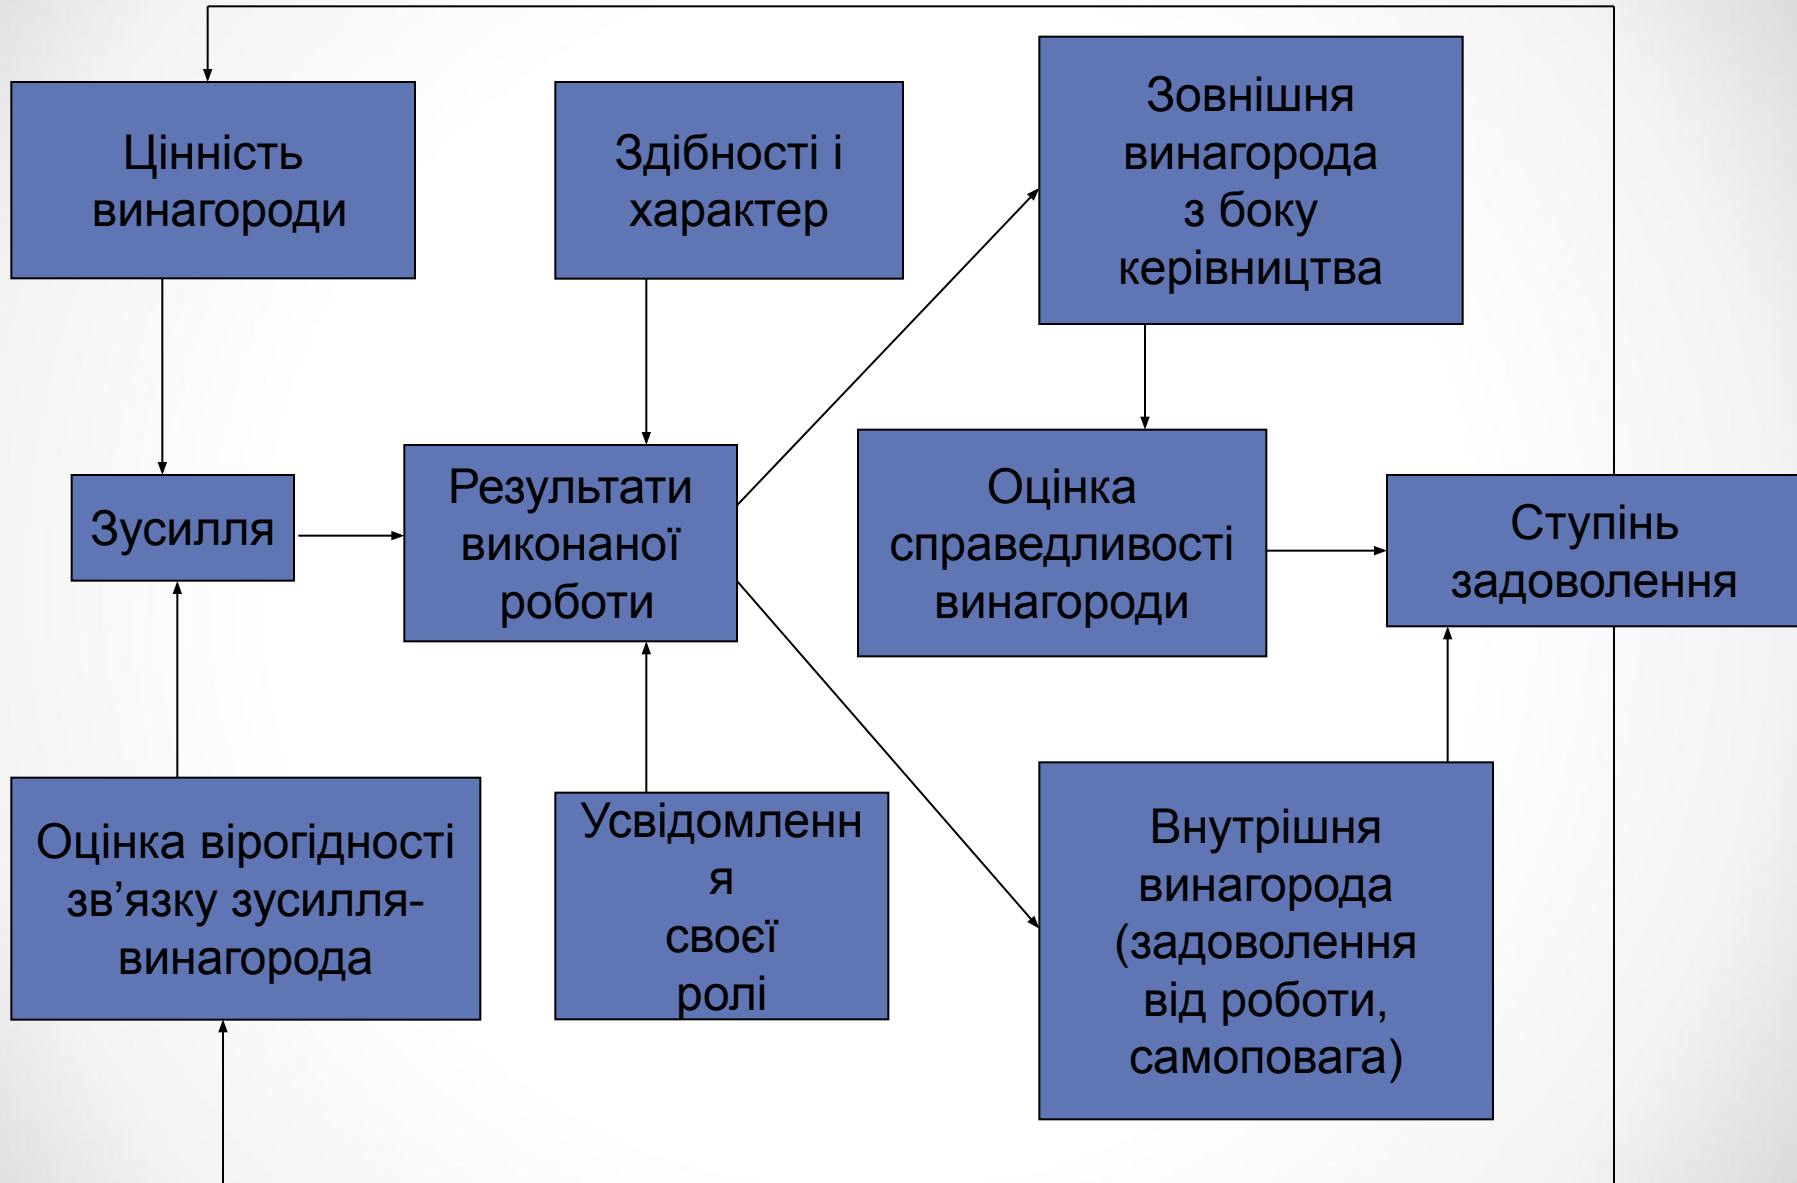 Цінність
винагороди
Здібності і
характер
Зовнішня
винагорода
з боку
керівництва
Зусилля
Результати
виконаної
роботи
Оцінка
справедливості
винагороди
Ступінь
задоволення
Оцінка вірогідності
зв’язку зусилля-
винагорода
Усвідомленн
я
своєї
ролі
Внутрішня
винагорода
(задоволення
від роботи,
самоповага)